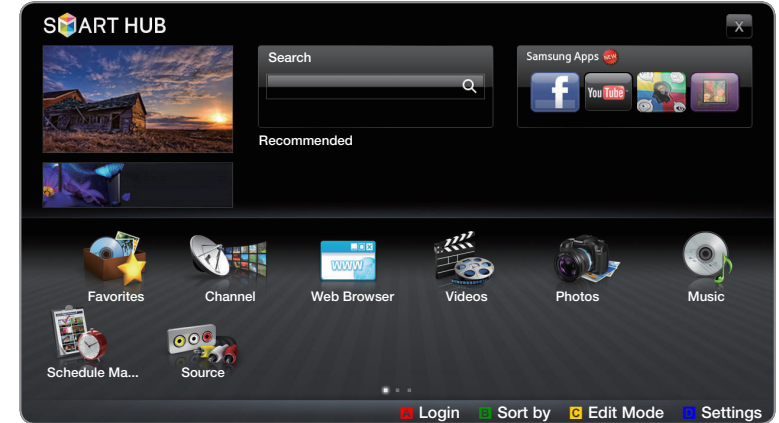 SMART HUB
X
Search
Samsung Apps NEW
You Tube
Recommended
WWW
Favorites
Channel
Web Browser
Videos
Photos
Music
Schedule Ma...
Source
A Login
B Sort by
C Edit Mode
D Settings